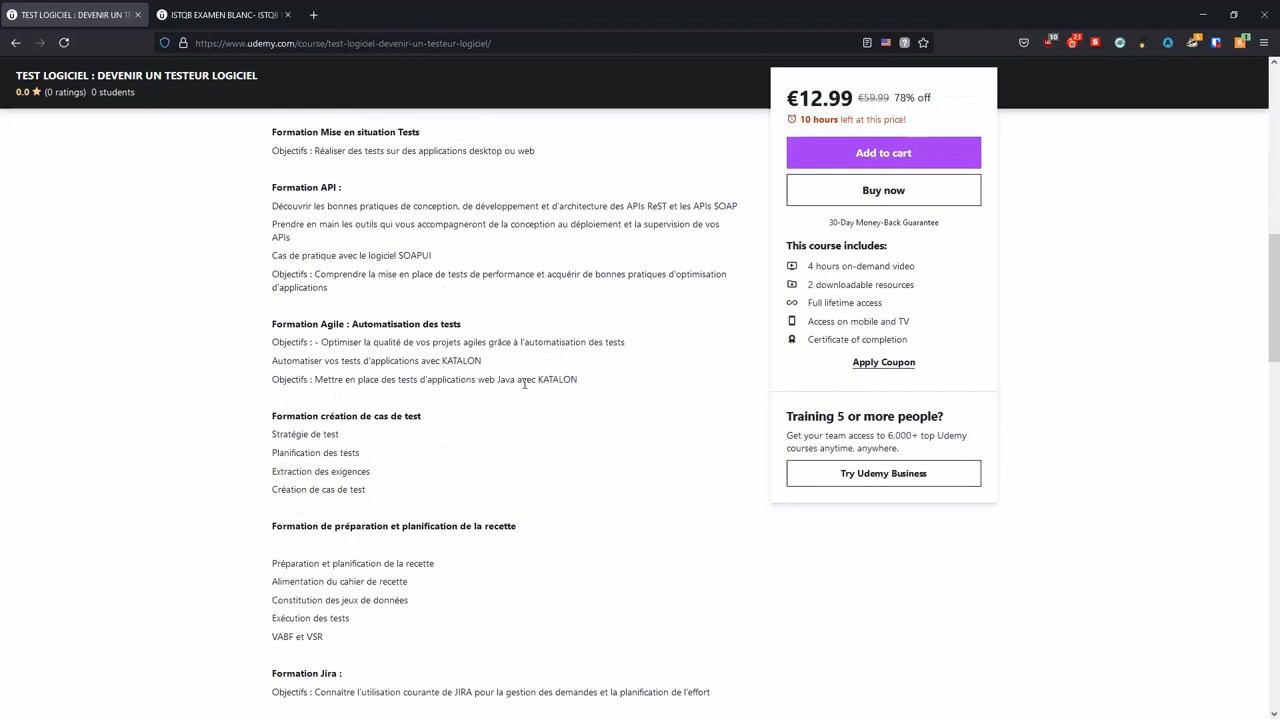 TEST LOGICIEL : DEVENIR UN TE
ISTQB EXAMEN BLANC- ISTQB
https://www.udemy.com/course/test-logiciel-devenir-un-testeur-logiciel/
TEST LOGICIEL : DEVENIR UN TESTEUR LOGICIEL
0.0 ★ (0 ratings) 0 students
Formation Mise en situation Tests
Objectifs : Réaliser des tests sur des applications desktop ou web
Formation API :
Découvrir les bonnes pratiques de conception, de développement et d'architecture des APIs ReST et les APIs SOAP
Prendre en main les outils qui vous accompagneront de la conception au déploiement et la supervision de vos
APIs
Cas de pratique avec le logiciel SOAPUI
Objectifs : Comprendre la mise en place de tests de performance et acquérir de bonnes pratiques d'optimisation
d'applications
Formation Agile : Automatisation des tests
Objectifs : - Optimiser la qualité de vos projets agiles grâce à l'automatisation des tests
Automatiser vos tests d'applications avec KATALON
Objectifs : Mettre en place des tests d'applications web Java avec KATALON
Formation création de cas de test
Stratégie de test
Planification des tests
Extraction des exigences
Création de cas de test
Formation de préparation et planification de la recette
Préparation et planification de la recette
Alimentation du cahier de recette
Constitution des jeux de données
Exécution des tests
VABF et VSR
Formation Jira :
Objectifs : Connaître l'utilisation courante de JIRA pour la gestion des demandes et la planification de l'effort
€12.99 €59.99 78% off
10 hours left at this price!
Add to cart
Buy now
30-Day Money-Back Guarantee
This course includes:
4 hours on-demand video
2 downloadable resources
Full lifetime access
Access on mobile and TV
Certificate of completion
Apply Coupon
Training 5 or more people?
Get your team access to 6,000+ top Udemy
courses anytime, anywhere.
Try Udemy Business